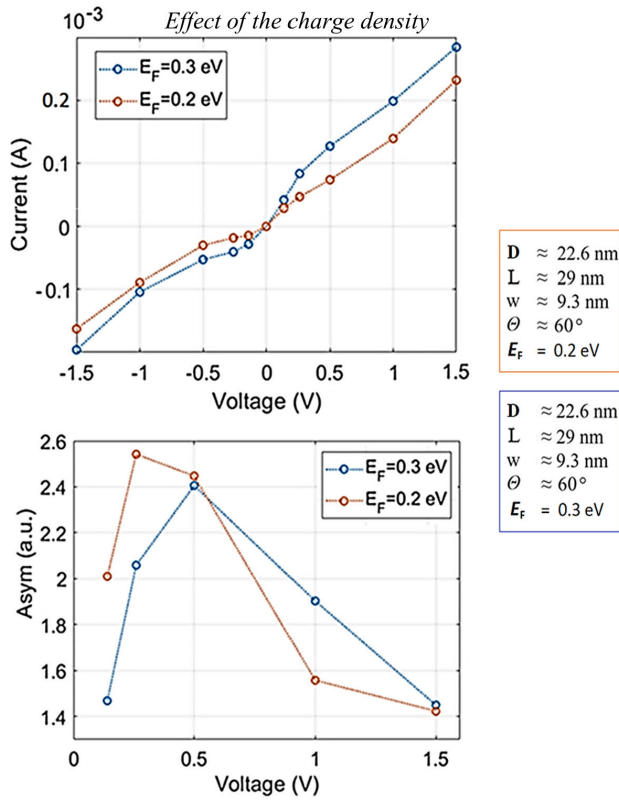 Effect of the charge density
10⁻³
E_F=0.3 eV
E_F=0.2 eV
0.2
0.1
0
-0.1
Current (A)
-1.5 -1 -0.5 0 0.5 1 1.5
Voltage (V)
D ≈ 22.6 nm
L ≈ 29 nm
w ≈ 9.3 nm
Θ ≈ 60°
E_F = 0.2 eV
D ≈ 22.6 nm
L ≈ 29 nm
w ≈ 9.3 nm
Θ ≈ 60°
E_F = 0.3 eV
2.6
2.4
2.2
2
1.8
1.6
1.4
Asym (a.u.)
E_F=0.3 eV
E_F=0.2 eV
0 0.5 1 1.5
Voltage (V)